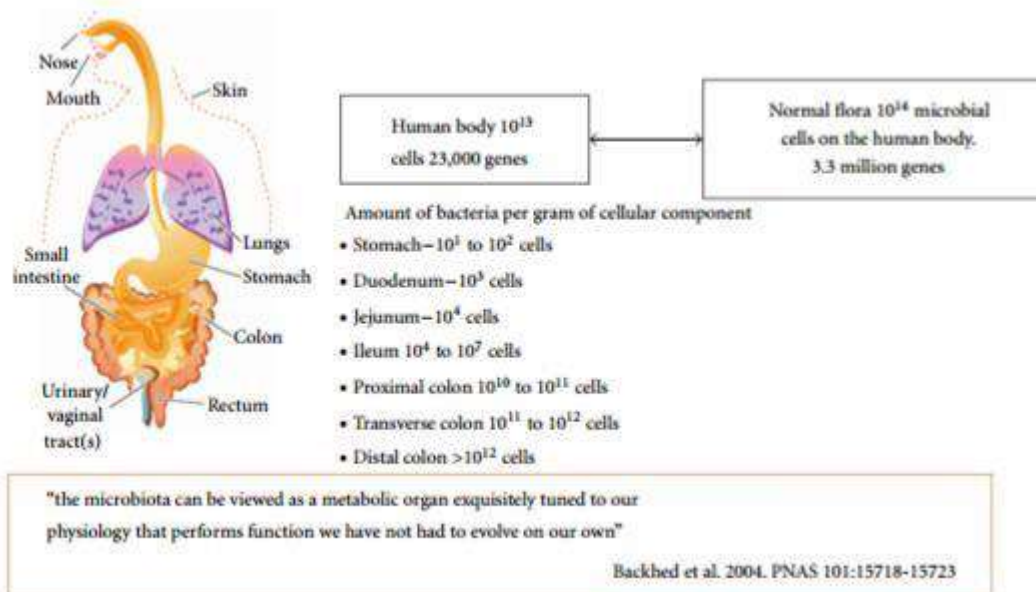 Nose
Mouth
Skin
Lungs
Small
intestine
Stomach
Colon
Urinary/
vaginal
tract(s)
Rectum
Human body 10¹³
cells 23,000 genes
Normal flora 10¹⁴ microbial
cells on the human body.
3.3 million genes
Amount of bacteria per gram of cellular component
• Stomach–10¹ to 10² cells
• Duodenum–10³ cells
• Jejunum–10⁴ cells
• Ileum 10⁴ to 10⁷ cells
• Proximal colon 10¹⁰ to 10¹¹ cells
• Transverse colon 10¹¹ to 10¹² cells
• Distal colon >10¹² cells
“the microbiota can be viewed as a metabolic organ exquisitely tuned to our
physiology that performs function we have not had to evolve on our own”
Backhed et al. 2004. PNAS 101:15718-15723